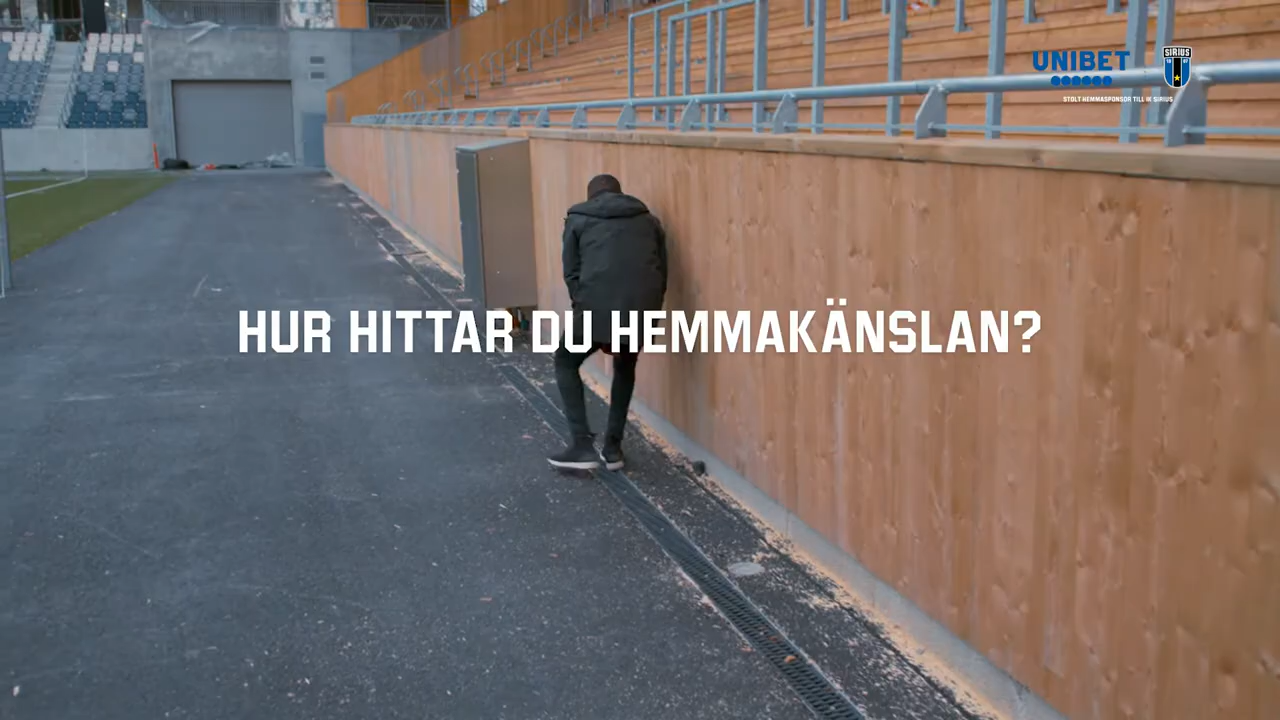 UNIBET
SIRIUS
STOLT HEMMASPONSOR TILL IK SIRIUS
HUR HITTAR DU HEMMAKÄNSLAN?